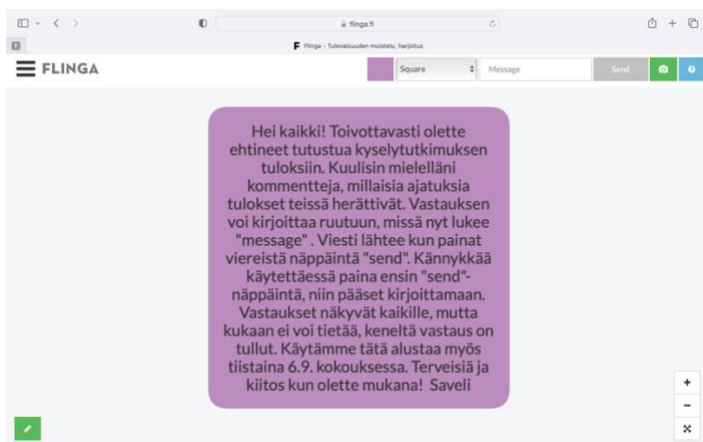 flinga.fi
Flinga - Tulevaisuuden muistelu, harjoitus
FLINGA
Square
Message
Send
Hei kaikki! Toivottavasti olette
ehtineet tutustua kyselytutkimuksen
tuloksiin. Kuulisin mielelläni
kommentteja, millaisia ajatuksia
tulokset teissä herättivät. Vastauksen
voi kirjoittaa ruutuun, missä nyt lukee
"message" . Viesti lähtee kun painat
viereistä näppäintä "send". Kännykkää
käytettäessä paina ensin "send"-
näppäintä, niin pääset kirjoittamaan.
Vastaukset näkyvät kaikille, mutta
kukaan ei voi tietää, keneltä vastaus on
tullut. Käytämme tätä alustaa myös
tiistaina 6.9. kokouksessa. Terveisiä ja
kiitos kun olette mukana! Saveli